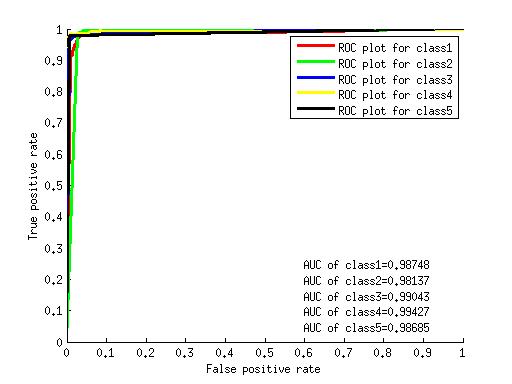 1
0.9
0.8
0.7
0.6
0.5
0.4
0.3
0.2
0.1
0
True positive rate
ROC plot for class1
ROC plot for class2
ROC plot for class3
ROC plot for class4
ROC plot for class5
AUC of class1=0.98748
AUC of class2=0.98137
AUC of class3=0.99043
AUC of class4=0.99427
AUC of class5=0.98685
0 0.1 0.2 0.3 0.4 0.5 0.6 0.7 0.8 0.9 1
False positive rate